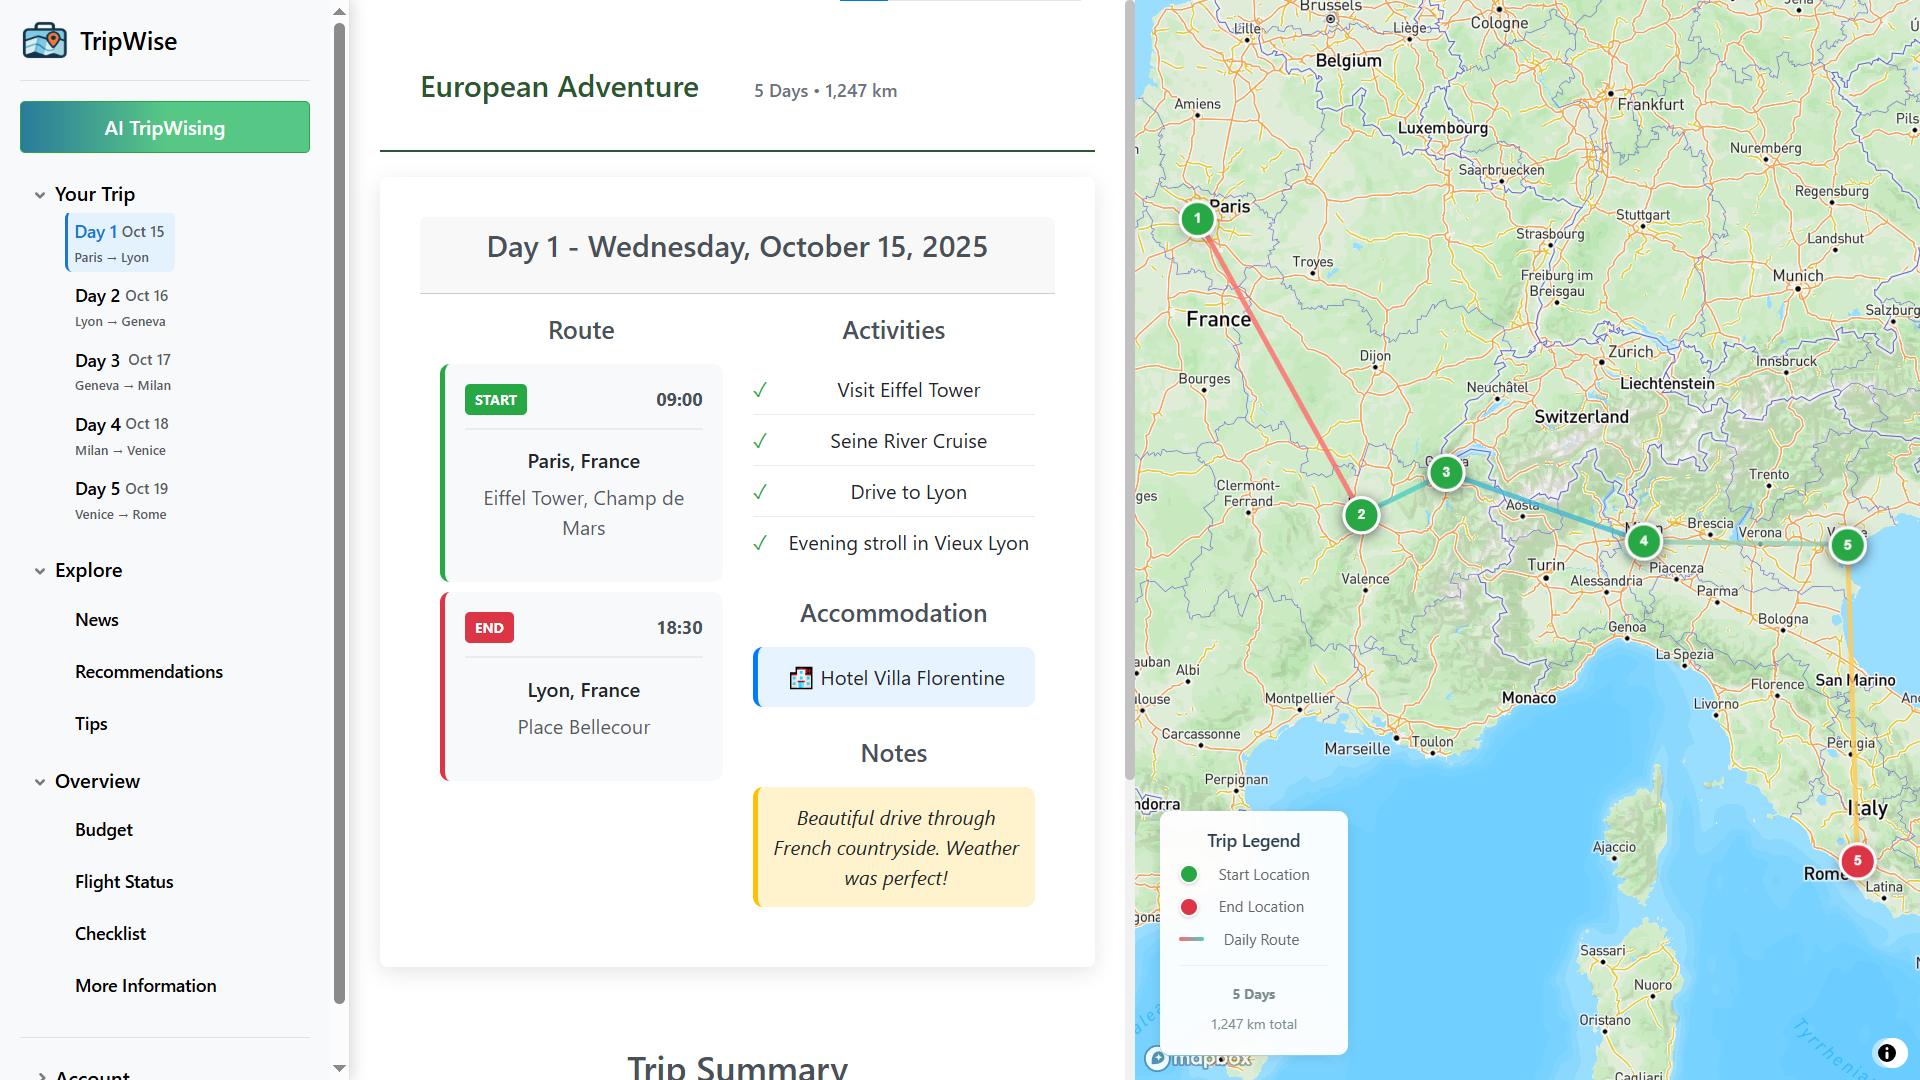 TripWise
AI TripWising
Your Trip
Day 1 Oct 15
Paris → Lyon
Day 2 Oct 16
Lyon → Geneva
Day 3 Oct 17
Geneva → Milan
Day 4 Oct 18
Milan → Venice
Day 5 Oct 19
Venice → Rome
Explore
News
Recommendations
Tips
Overview
Budget
Flight Status
Checklist
More Information
Account
European Adventure
5 Days • 1,247 km
Day 1 - Wednesday, October 15, 2025
Route
START
09:00
Paris, France
Eiffel Tower, Champ de
Mars
END
18:30
Lyon, France
Place Bellecour
Activities
✓ Visit Eiffel Tower
✓ Seine River Cruise
✓ Drive to Lyon
✓ Evening stroll in Vieux Lyon
Accommodation
🏨 Hotel Villa Florentine
Notes
Beautiful drive through
French countryside. Weather
was perfect!
Trip Summary
Brussels
Cologne
Lille
Liège
Belgium
Amiens
Frankfurt
Luxembourg
Pils
Nuremberg
Saarbruecken
Regensburg
1
Paris
Stuttgart
Strasbourg
Landshut
Troyes
Freiburg im
Breisgau
Munich
France
Salzburg
Dijon
Zurich
Innsbruck
Bourges
Neuchâtel
Liechtenstein
Switzerland
3
Clermont-
Ferrand
Trento
ges
2
Aosta
4
Brescia
Verona
5
Turin
Piacenza
Valence
Alessandria
Parma
Genoa
Bologna
La Spezia
auban
Albi
San Marino
Florence
louse
Montpellier
Monaco
Livorno
An
Carcassonne
Marseille
Toulon
Perugia
Perpignan
ndorra
Italy
Ajaccio
5
Rome
Latina
gona
Sassari
Nuoro
Oristano
Cagliari
Tyrrhenia
Trip Legend
Start Location
End Location
Daily Route
5 Days
1,247 km total
mapbox